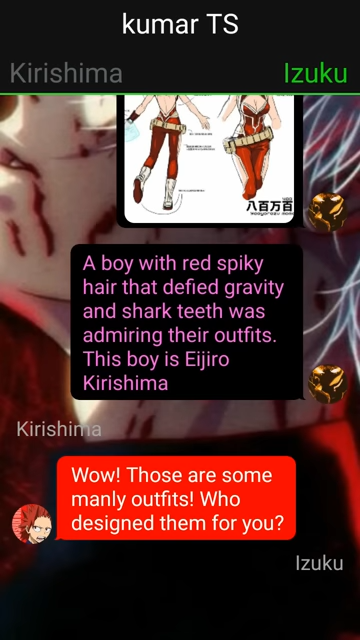 kumar TS
Kirishima
Izuku
八百万百
A boy with red spiky
hair that defied gravity
and shark teeth was
admiring their outfits.
This boy is Eijiro
Kirishima
Kirishima
Wow! Those are some
manly outfits! Who
designed them for you?
Izuku